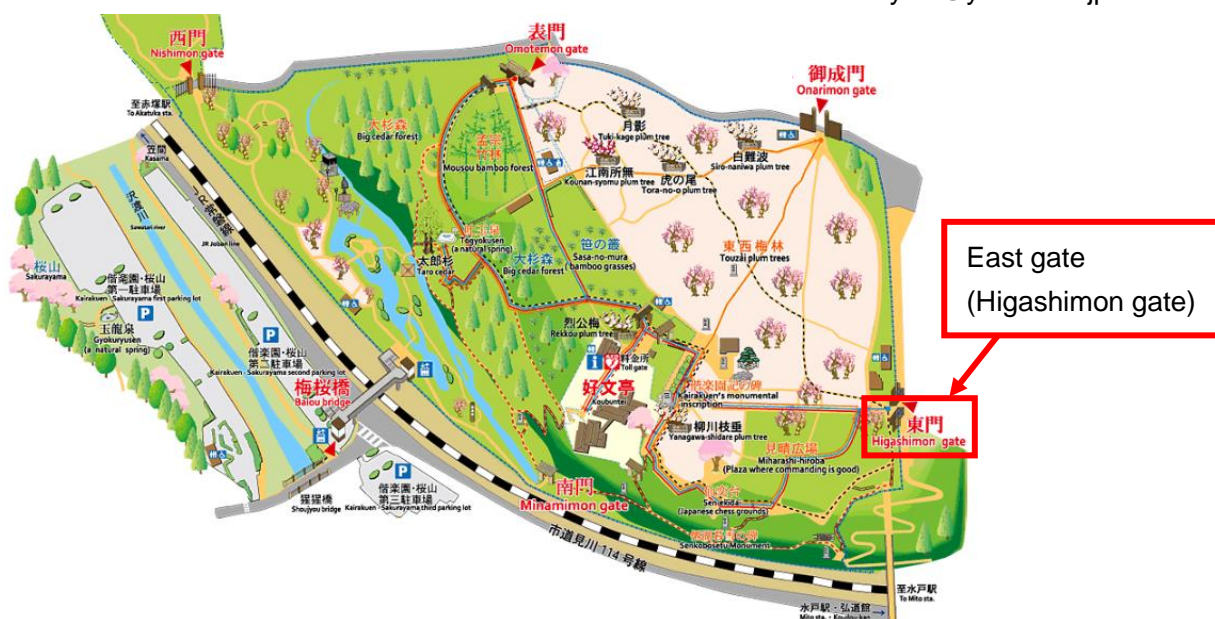 西門
Nishimon gate
表門
Omotemon gate
御成門
Onarimon gate
至赤塚駅
To Akatuka sta.
笠間
Kasama
大杉森
Big cedar forest
孟宗
竹林
Mousou bamboo forest
月影
Tuki-kage plum tree
江南所無
Kounan-syomu plum tree
虎の尾
Tora-no-o plum tree
白難波
Siro-naniwa plum tree
沢渡川
Sawatari river
JR常磐線
JR Joban line
桜山
Sakurayama
偕楽園・桜山
第一駐車場
Kairakuen・Sakurayama first parking lot
P
玉龍泉
Gyokuryusen
(a natural spring)
P
偕楽園・桜山
第二駐車場
Kairakuen・Sakurayama second parking lot
Togyokusen
(a natural spring)
太郎杉
Taro cedar
大杉森
Big cedar forest
笹の叢
Sasa-no-mura
(bamboo grasses)
東西梅林
Touzai plum trees
East gate
(Higashimon gate)
烈公梅
Rekkou plum tree
料金所
Toll gate
好文亭
Koubuntei
偕楽園記の碑
Kairakuen's monumental
inscription
柳川枝垂
Yanagawa-shidare plum tree
見晴広場
Miharashi-hiroba
(Plaza where commanding is good)
東門
Higashimon gate
梅桜橋
Baiou bridge
P
偕楽園・桜山
第三駐車場
Kairakuen・Sakurayama third parking lot
猩猩橋
Shoujyou bridge
南門
Minamimon gate
(Japanese chess grounds)
Senkobosetu Monument
市道見川114号線
至水戸駅
To Mito sta.
水戸駅・弘道館